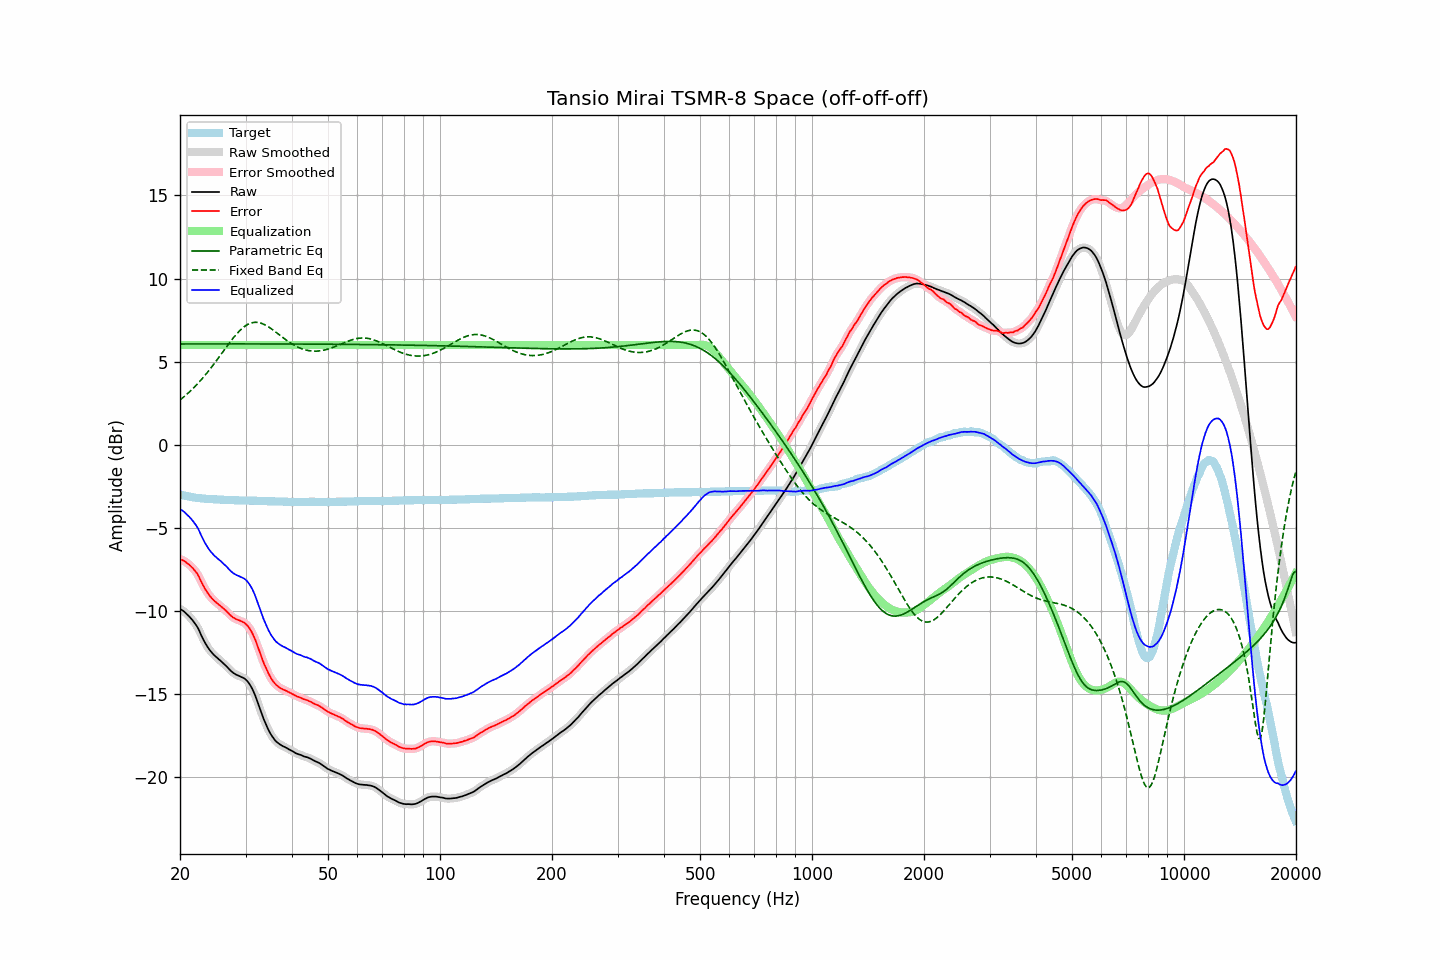 Tansio Mirai TSMR-8 Space (off-off-off)
Target
Raw Smoothed
Error Smoothed
Raw
Error
Equalization
Parametric Eq
Fixed Band Eq
Equalized
Amplitude (dBr)
15
10
5
0
−5
−10
−15
−20
20 50 100 200 500 1000 2000 5000 10000 20000
Frequency (Hz)